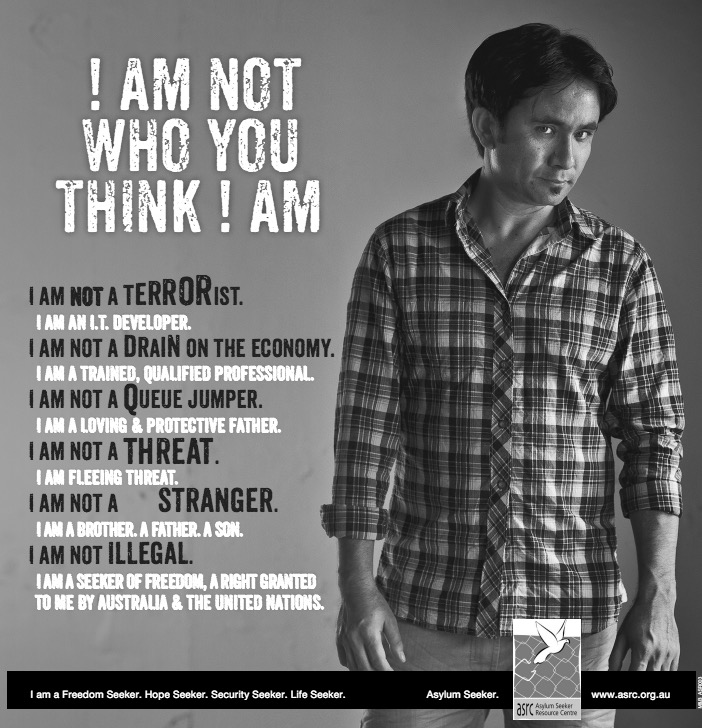 ! AM NOT
WHO YOU
THINK ! AM
I AM NOT A TERRORIST.
I AM AN I.T. DEVELOPER.
I AM NOT A DRAIN ON THE ECONOMY.
I AM A TRAINED, QUALIFIED PROFESSIONAL.
I AM NOT A QUEUE JUMPER.
I AM A LOVING & PROTECTIVE FATHER.
I AM NOT A THREAT.
I AM FLEEING THREAT.
I AM NOT A STRANGER.
I AM A BROTHER. A FATHER. A SON.
I AM NOT ILLEGAL.
I AM A SEEKER OF FREEDOM, A RIGHT GRANTED
TO ME BY AUSTRALIA & THE UNITED NATIONS.
I am a Freedom Seeker. Hope Seeker. Security Seeker. Life Seeker.
Asylum Seeker.
asrc Asylum Seeker
Resource Centre
www.asrc.org.au